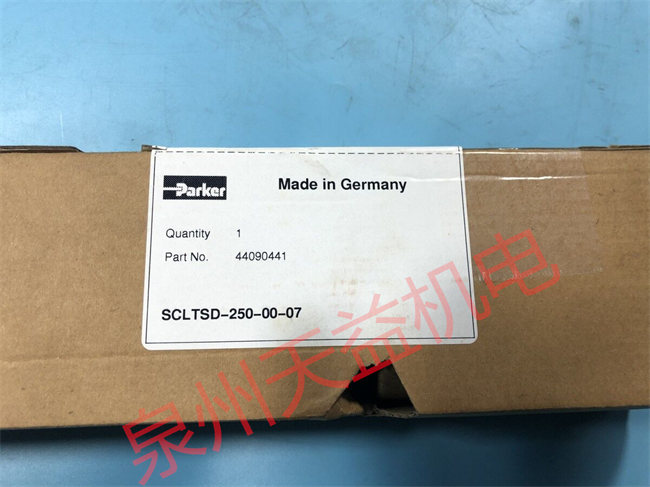 Parker
Made in Germany
Quantity 1
Part No. 44090441
SCLTSD-250-00-07
泉州天益机电